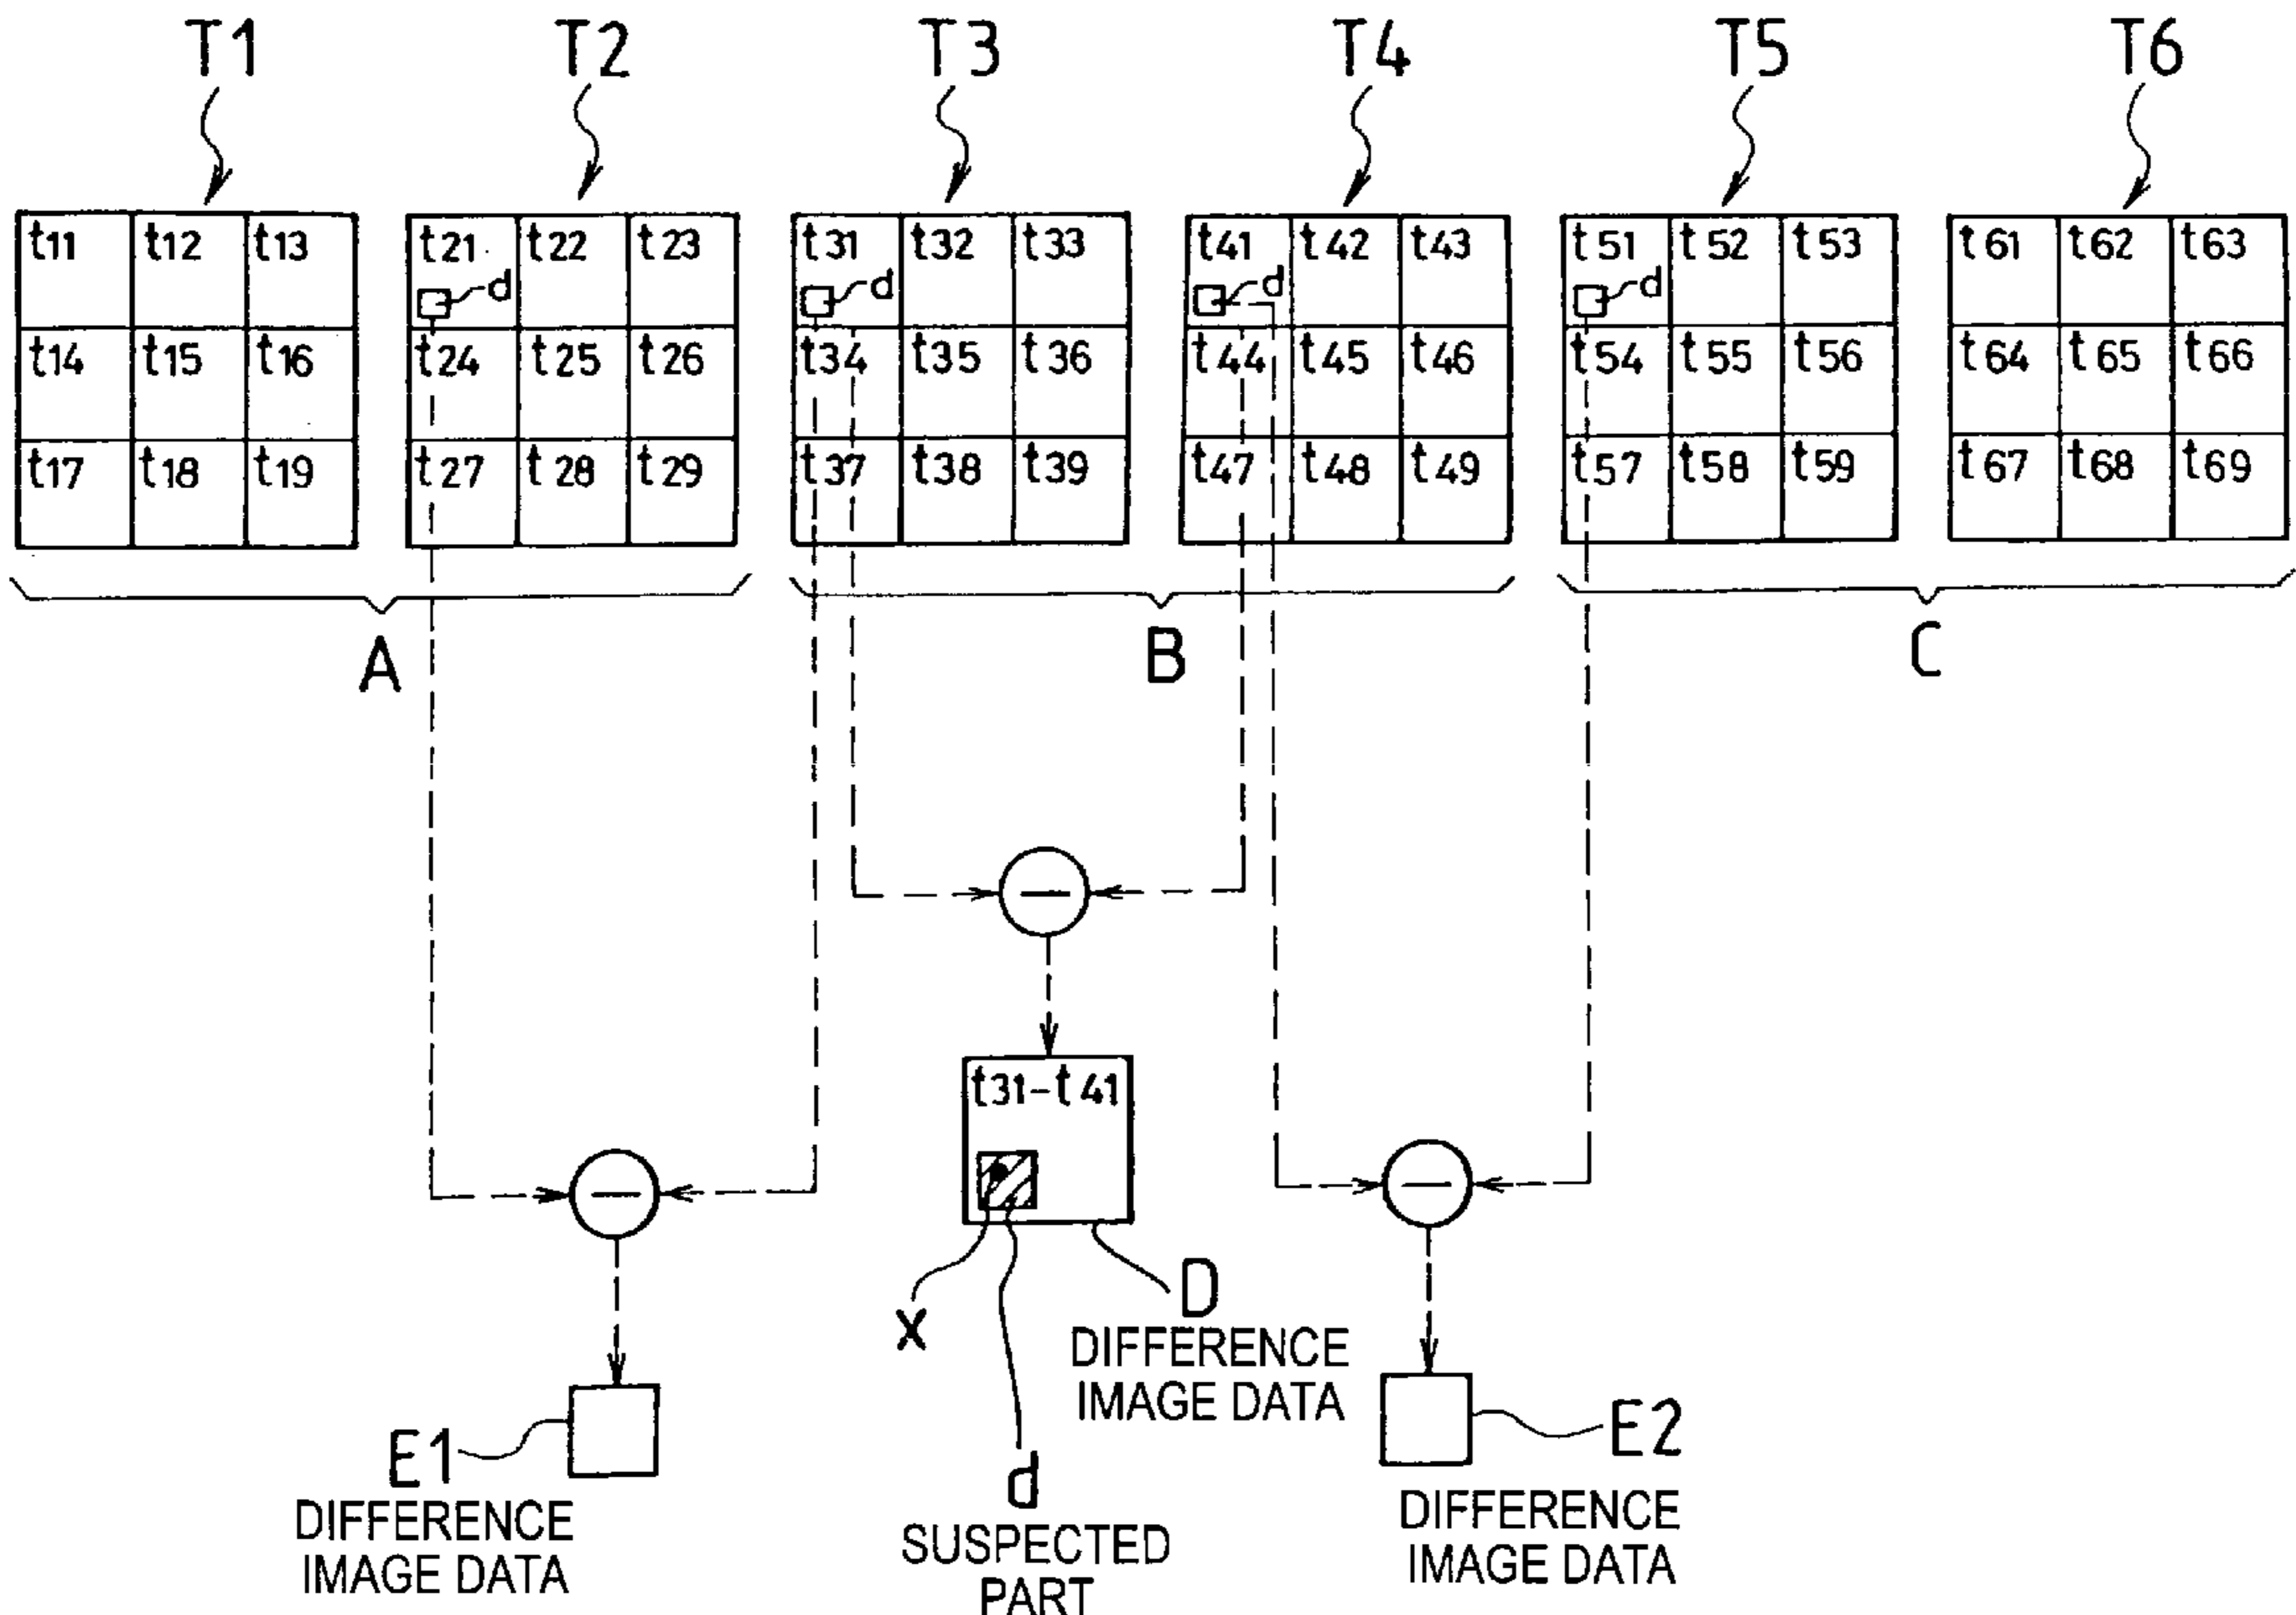 T1 T2 T3 T4 T5 T6
t11 t12 t13 t21 t22 t23 t31 t32 t33 t41 t42 t43 t51 t52 t53 t61 t62 t63
d d d d
t14 t15 t16 t24 t25 t26 t34 t35 t36 t44 t45 t46 t54 t55 t56 t64 t65 t66
t17 t18 t19 t27 t28 t29 t37 t38 t39 t47 t48 t49 t57 t58 t59 t67 t68 t69
A B C
t31-t41
x
D
DIFFERENCE
IMAGE DATA
E1
DIFFERENCE
IMAGE DATA
d
SUSPECTED
PART
E2
DIFFERENCE
IMAGE DATA